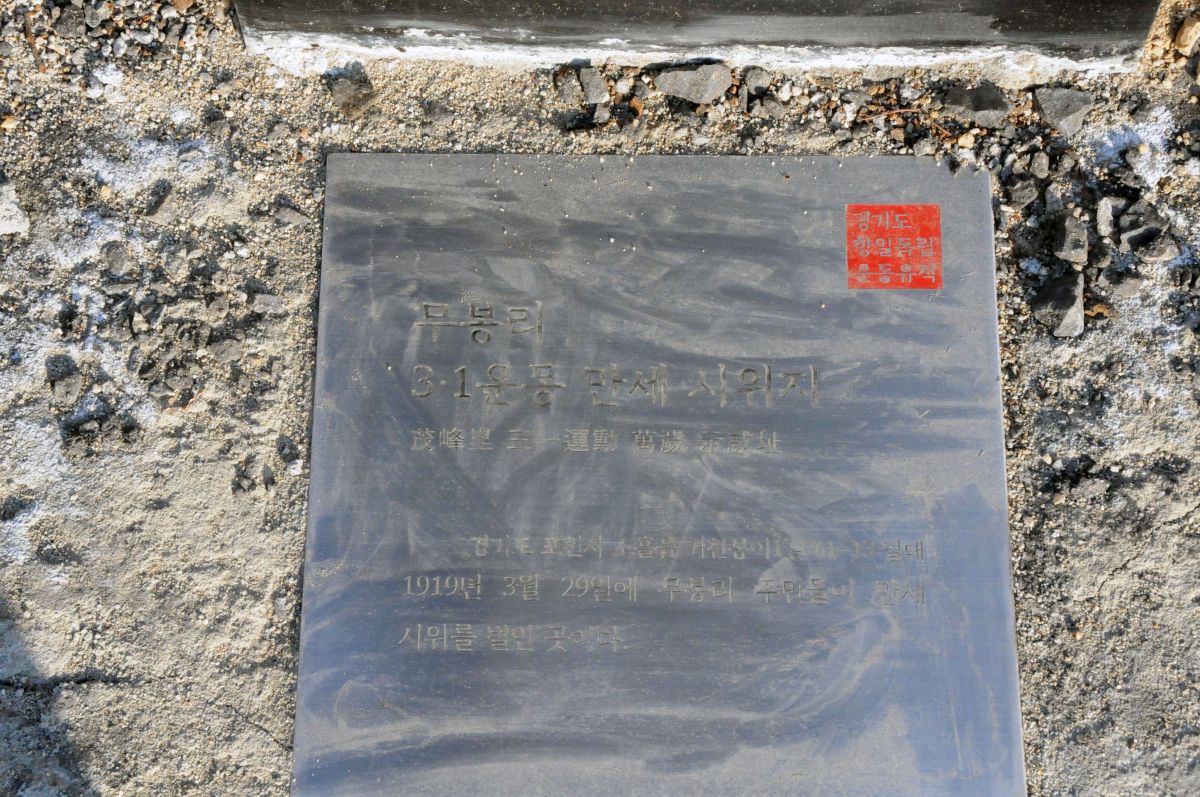 경기도
항일독립
운동유적
무봉리
3·1운동 만세 시위지
茂峰里 三一運動 萬歲 示威址
경기도 포천시 소흘읍 일대
1919년 3월 29일에 무봉리 주민들이 만세
시위를 벌인 곳이다.